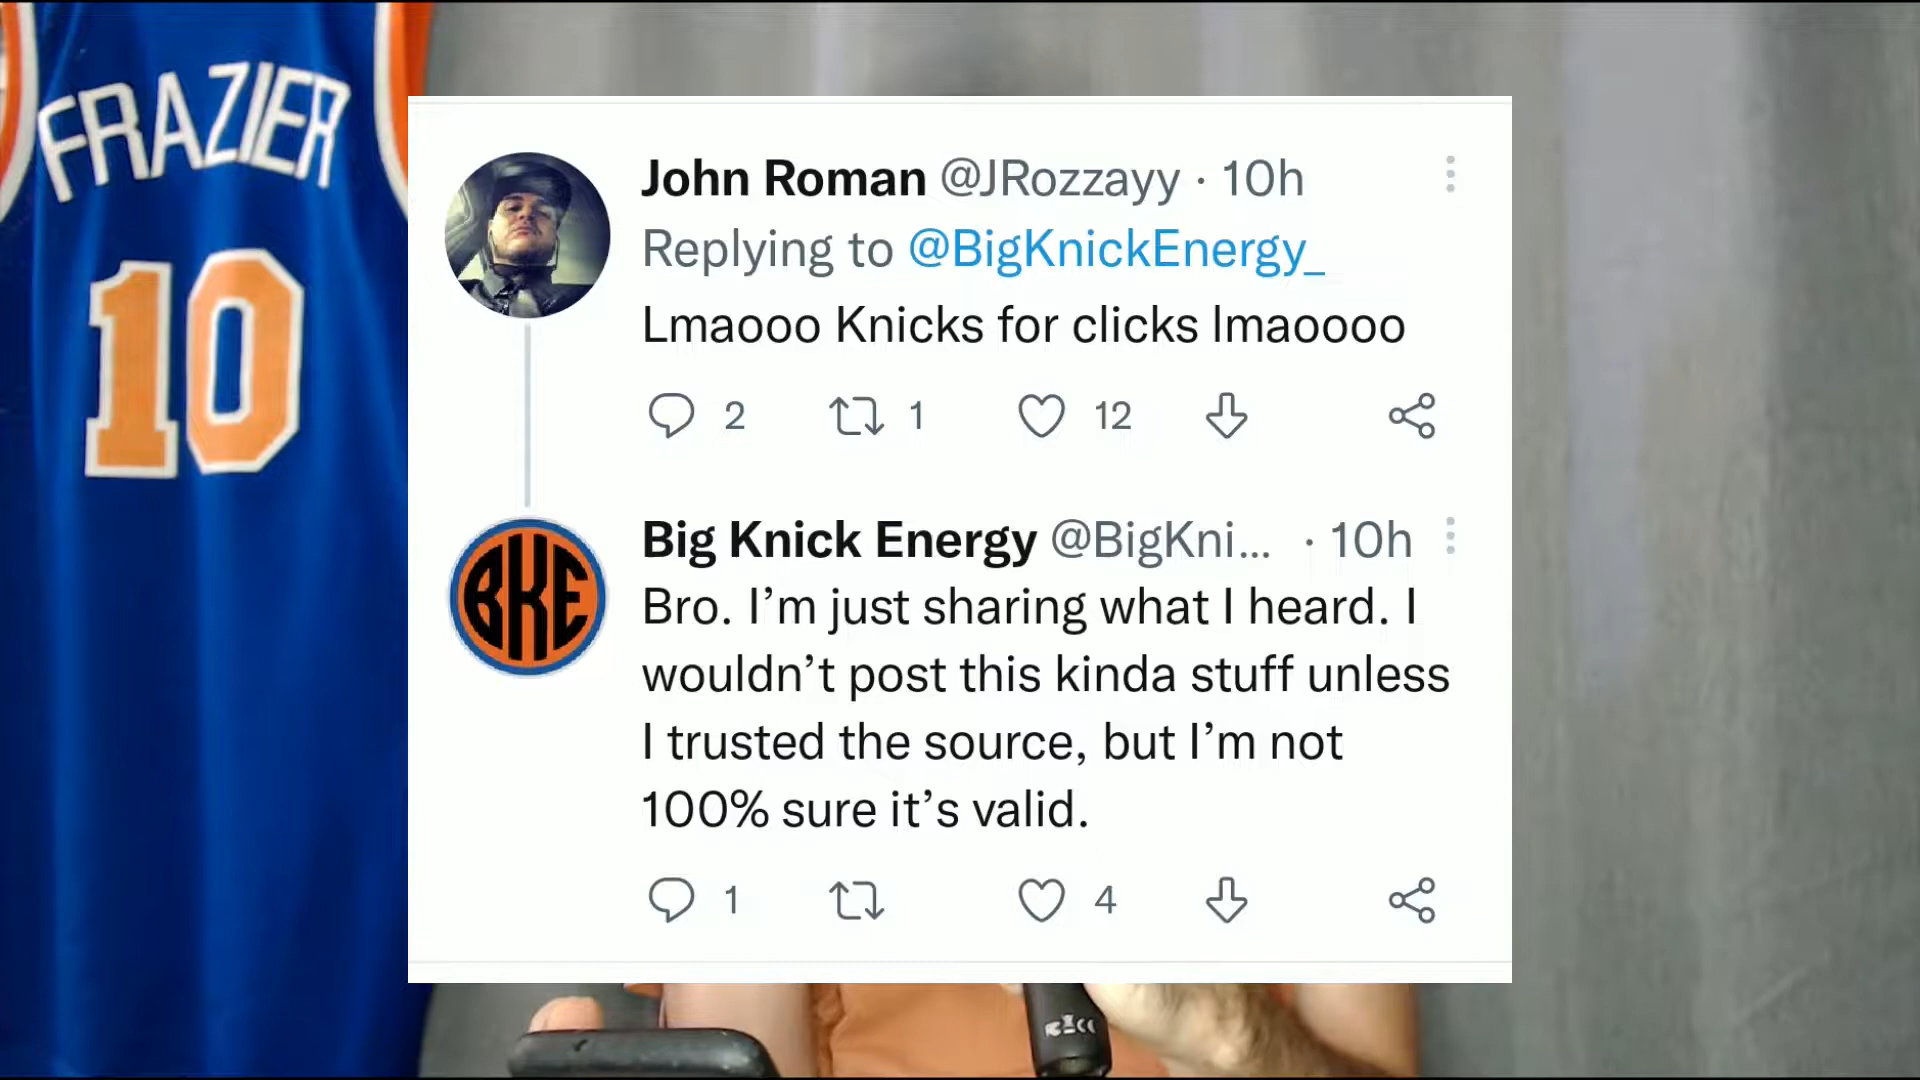 FRAZIER
10
John Roman @JRozzayy · 10h
Replying to @BigKnickEnergy_
Lmaooo Knicks for clicks lmaoooo
2 1 12
BKE
Big Knick Energy @BigKni... · 10h
Bro. I’m just sharing what I heard. I
wouldn’t post this kinda stuff unless
I trusted the source, but I’m not
100% sure it’s valid.
1 4